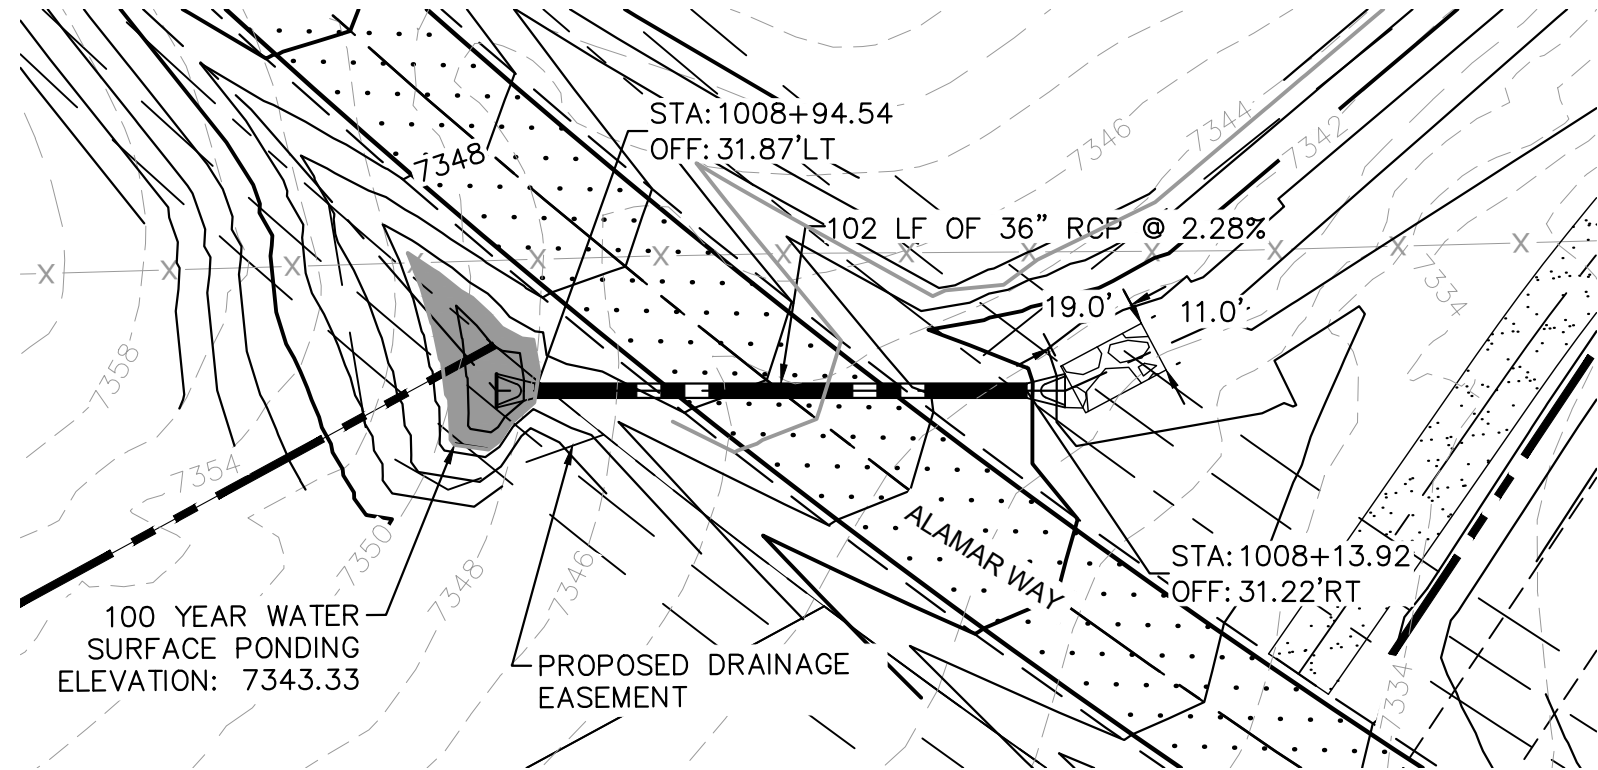 STA: 1008+94.54
OFF: 31.87'LT
7348
7346
7344
7342
102 LF OF 36" RCP @ 2.28%
X X X X X X X X X X X X X
7334
19.0'
11.0'
7358
7354
7350
7348
7346
ALAMAR WAY
STA: 1008+13.92
OFF: 31.22'RT
100 YEAR WATER
SURFACE PONDING
ELEVATION: 7343.33
PROPOSED DRAINAGE
EASEMENT
7334